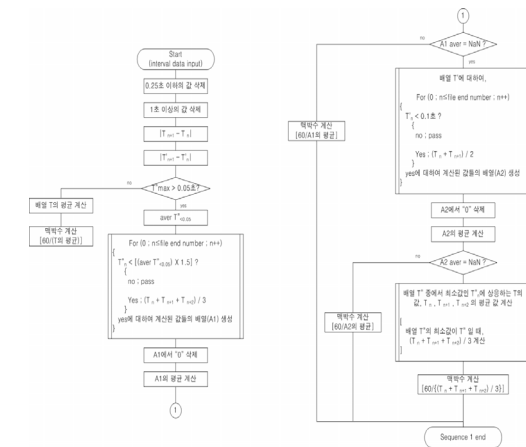 Start
(interval data input)
0.25초 이하의 값 삭제
1초 이상의 값 삭제
|T n+1 - T n|
|T'n+1 - T'n|
no
T"max > 0.05초?
yes
배열 T의 평균 계산
맥박수 계산
[60/(T의 평균)]
aver T"<0.05
For (0 ; n≤file end number ; n++)
{
T"n < [(aver T"<0.05) X 1.5] ?
{
no ; pass
Yes ; (T n + T n+1 + T n+2) / 3
}
yes에 대하여 계산된 값들의 배열(A1) 생성
}
A1에서 "0" 삭제
A1의 평균 계산
1
1
no
A1 aver = NaN ?
yes
맥박수 계산
[60/A1의 평균]
배열 T'에 대하여,
For (0 ; n≤file end number ; n++)
{
T'n < 0.1초 ?
{
no ; pass
Yes ; (T n + T n+1) / 2
}
yes에 대하여 계산된 값들의 배열(A2) 생성
}
A2에서 "0" 삭제
A2의 평균 계산
no
A2 aver = NaN ?
yes
맥박수 계산
[60/A2의 평균]
배열 T" 중에서 최소값인 T"n에 상응하는 T의
값, T n , T n+1 , T n+2 의 평균 값 계산
[
배열 T"의 최소값이 T" 일 때,
(T n + T n+1 + T n+2) / 3 계산
]
맥박수 계산
[60/{(T n + T n+1 + T n+2) / 3}]
Sequence 1 end